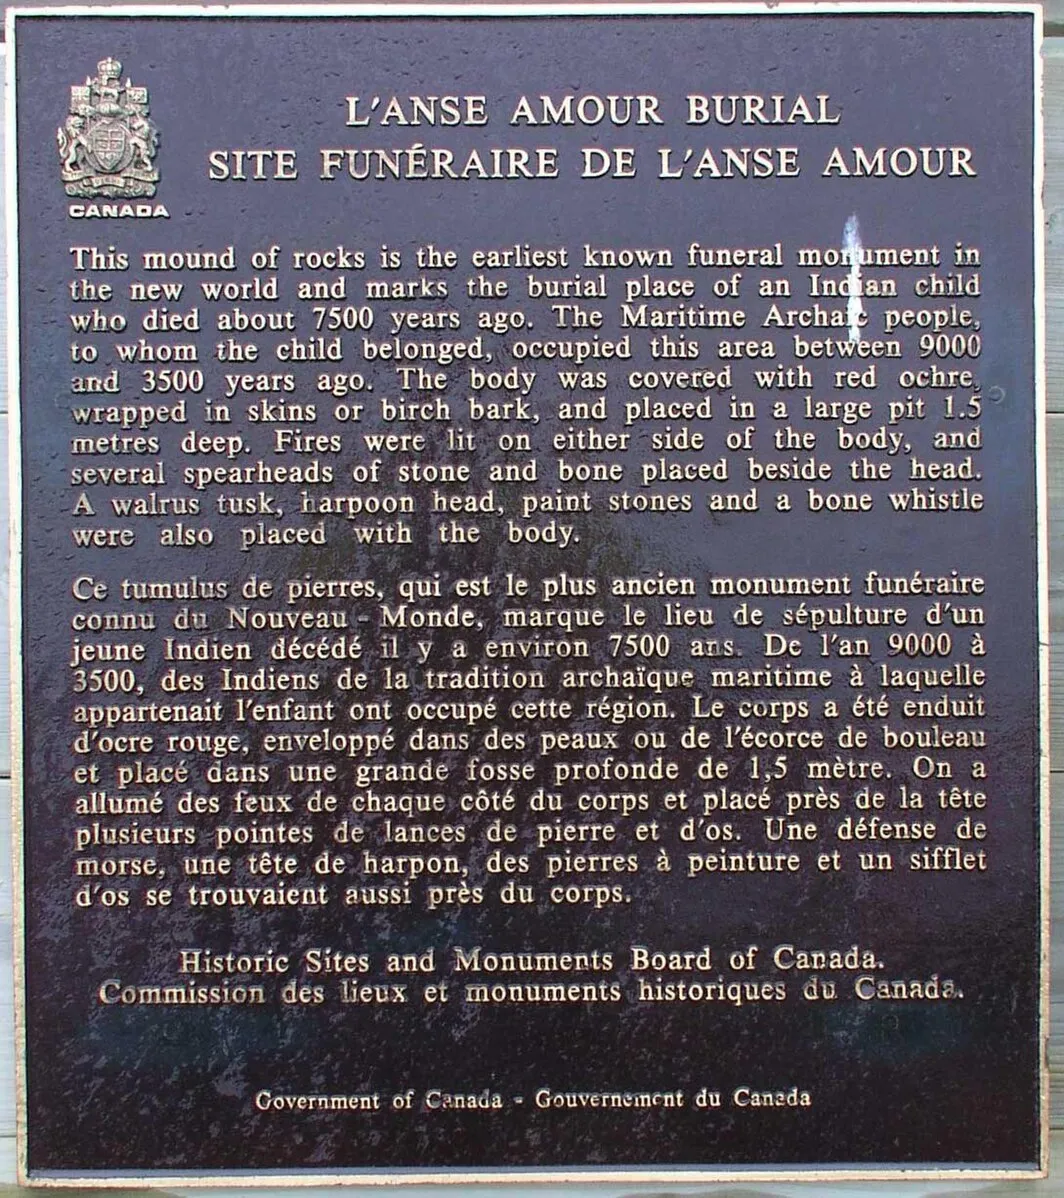 L'ANSE AMOUR BURIAL
SITE FUNÉRAIRE DE L'ANSE AMOUR
CANADA
This mound of rocks is the earliest known funeral monument in
the new world and marks the burial place of an Indian child
who died about 7500 years ago. The Maritime Archaic people,
to whom the child belonged, occupied this area between 9000
and 3500 years ago. The body was covered with red ochre,
wrapped in skins or birch bark, and placed in a large pit 1.5
metres deep. Fires were lit on either side of the body, and
several spearheads of stone and bone placed beside the head.
A walrus tusk, harpoon head, paint stones and a bone whistle
were also placed with the body.
Ce tumulus de pierres, qui est le plus ancien monument funéraire
connu du Nouveau - Monde, marque le lieu de sépulture d'un
jeune Indien décédé il y a environ 7500 ans. De l'an 9000 à
3500, des Indiens de la tradition archaïque maritime à laquelle
appartenait l'enfant ont occupé cette région. Le corps a été enduit
d'ocre rouge, enveloppé dans des peaux ou de l'écorce de bouleau
et placé dans une grande fosse profonde de 1,5 mètre. On a
allumé des feux de chaque côté du corps et placé près de la tête
plusieurs pointes de lances de pierre et d'os. Une défense de
morse, une tête de harpon, des pierres à peinture et un sifflet
d'os se trouvaient aussi près du corps.
Historic Sites and Monuments Board of Canada.
Commission des lieux et monuments historiques du Canada.
Government of Canada - Gouvernement du Canada